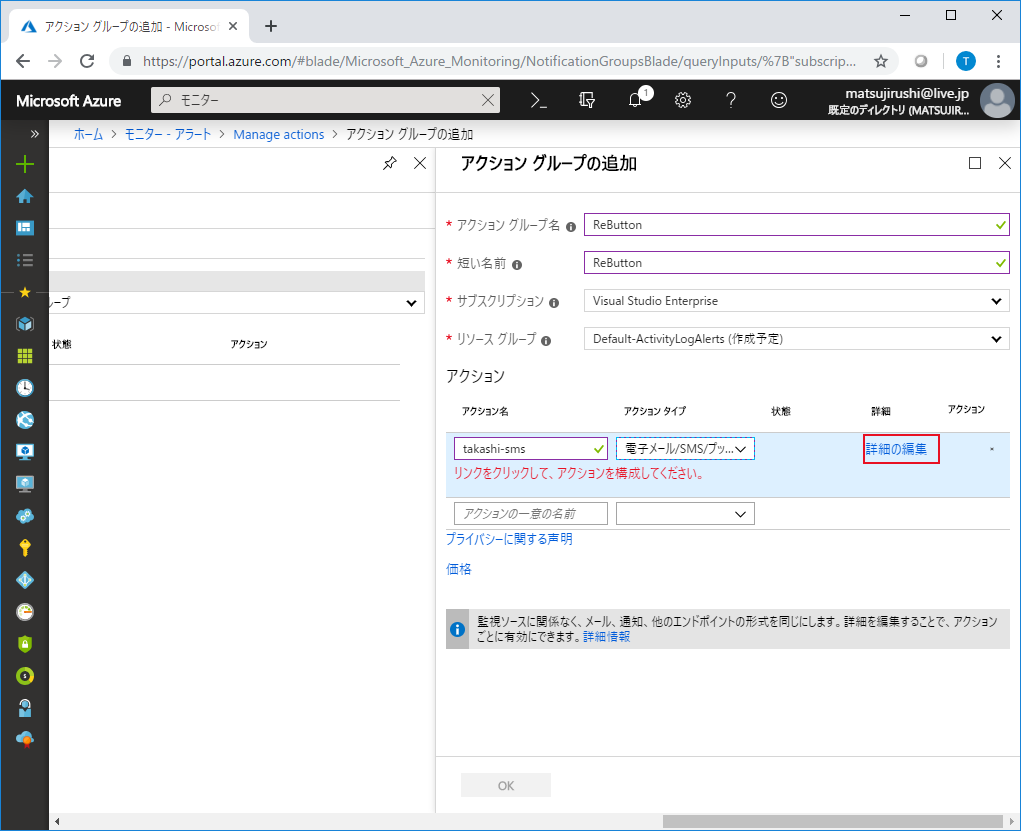 アクション グループの追加 - Microsof
https://portal.azure.com/#blade/Microsoft_Azure_Monitoring/NotificationGroupsBlade/queryInputs/%7B"subscrip...
T
Microsoft Azure
モニター
1
matsujirushi@live.jp
既定のディレクトリ (MATSUJIR...
ホーム > モニター - アラート > Manage actions > アクション グループの追加
アクション グループの追加
* アクション グループ名 ReButton
* 短い名前 ReButton
* サブスクリプション Visual Studio Enterprise
ループ
* リソース グループ Default-ActivityLogAlerts (作成予定)
状態 アクション
アクション
アクション名 アクション タイプ 状態 詳細 アクション
takashi-sms 電子メール/SMS/プッ... 詳細の編集
リンクをクリックして、アクションを構成してください。
アクションの一意の名前
プライバシーに関する声明
価格
監視ソースに関係なく、メール、通知、他のエンドポイントの形式を同じにします。詳細を編集することで、アクション
ごとに有効にできます。詳細情報
OK